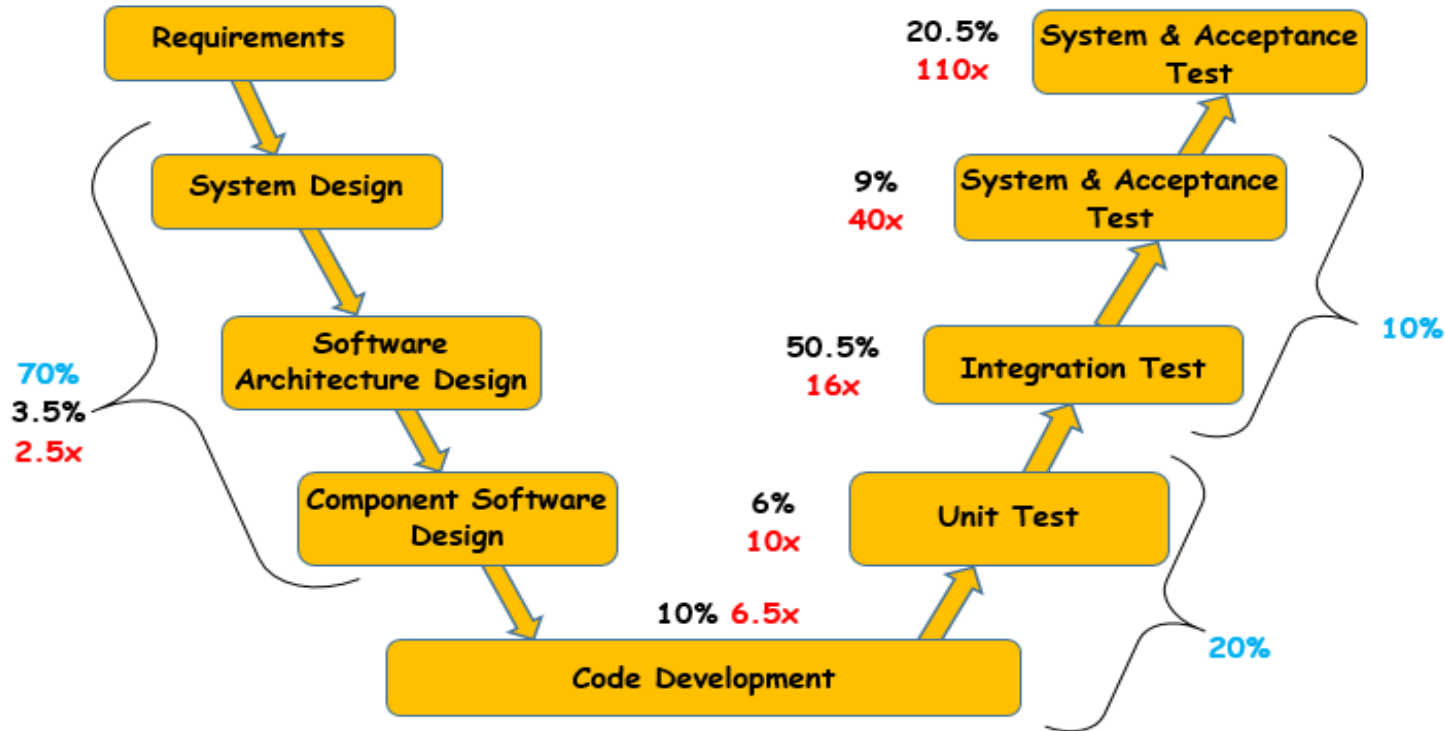 Requirements
System Design
Software
Architecture Design
Component Software
Design
70%
3.5%
2.5x
10% 6.5x
Code Development
6%
10x
Unit Test
20%
50.5%
16x
Integration Test
10%
9%
40x
System & Acceptance
Test
20.5%
110x
System & Acceptance
Test